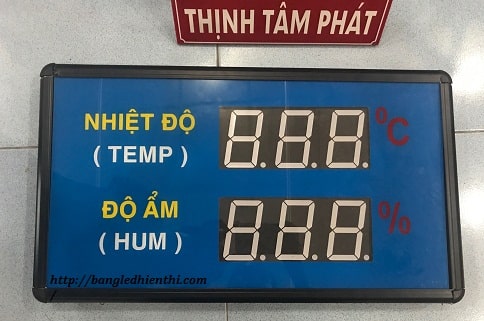 THỊNH TÂM PHÁT
NHIỆT ĐỘ
( TEMP )
°C
ĐỘ ẨM
( HUM )
%
http://bangledhienthi.com